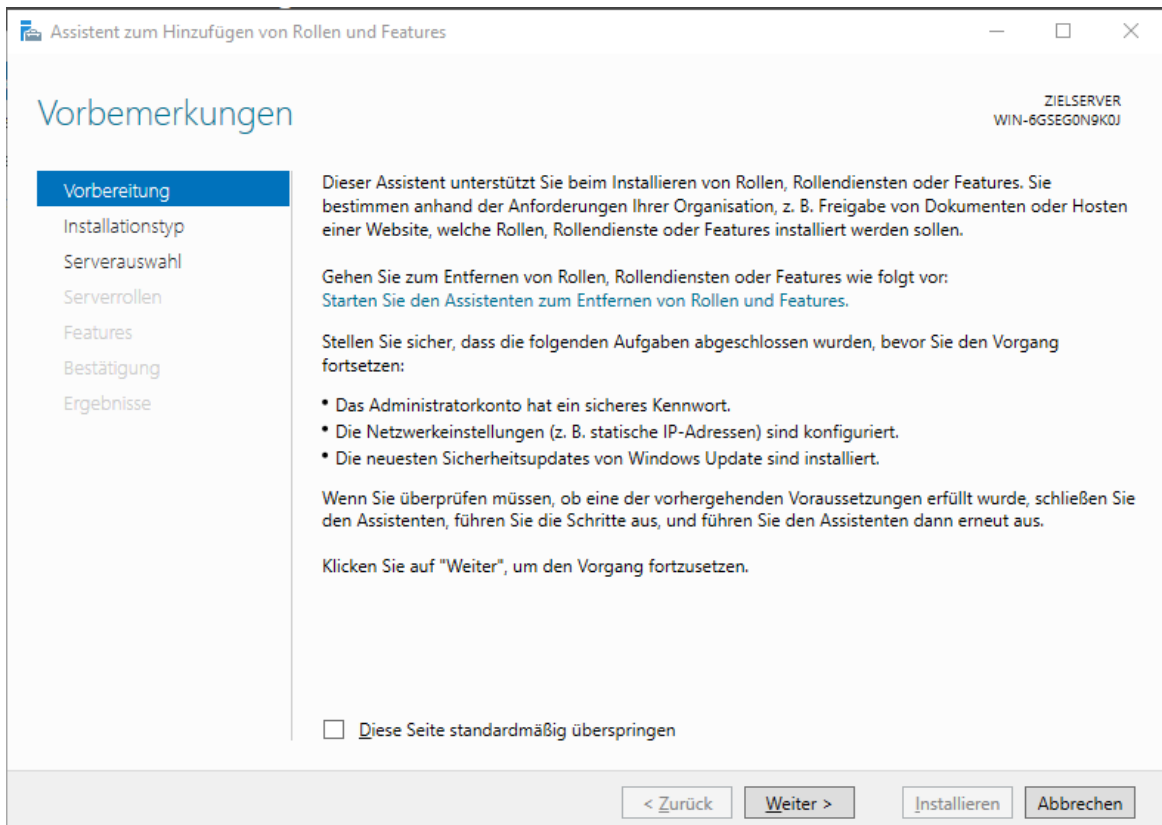 Assistent zum Hinzufügen von Rollen und Features
Vorbemerkungen
ZIELSERVER
WIN-6GSEG0N9K0J
Vorbereitung
Installationstyp
Serverauswahl
Serverrollen
Features
Bestätigung
Ergebnisse
Dieser Assistent unterstützt Sie beim Installieren von Rollen, Rollendiensten oder Features. Sie
bestimmen anhand der Anforderungen Ihrer Organisation, z. B. Freigabe von Dokumenten oder Hosten
einer Website, welche Rollen, Rollendienste oder Features installiert werden sollen.
Gehen Sie zum Entfernen von Rollen, Rollendiensten oder Features wie folgt vor:
Starten Sie den Assistenten zum Entfernen von Rollen und Features.
Stellen Sie sicher, dass die folgenden Aufgaben abgeschlossen wurden, bevor Sie den Vorgang
fortsetzen:
• Das Administratorkonto hat ein sicheres Kennwort.
• Die Netzwerkeinstellungen (z. B. statische IP-Adressen) sind konfiguriert.
• Die neuesten Sicherheitsupdates von Windows Update sind installiert.
Wenn Sie überprüfen müssen, ob eine der vorhergehenden Voraussetzungen erfüllt wurde, schließen Sie
den Assistenten, führen Sie die Schritte aus, und führen Sie den Assistenten dann erneut aus.
Klicken Sie auf "Weiter", um den Vorgang fortzusetzen.
Diese Seite standardmäßig überspringen
< Zurück
Weiter >
Installieren
Abbrechen